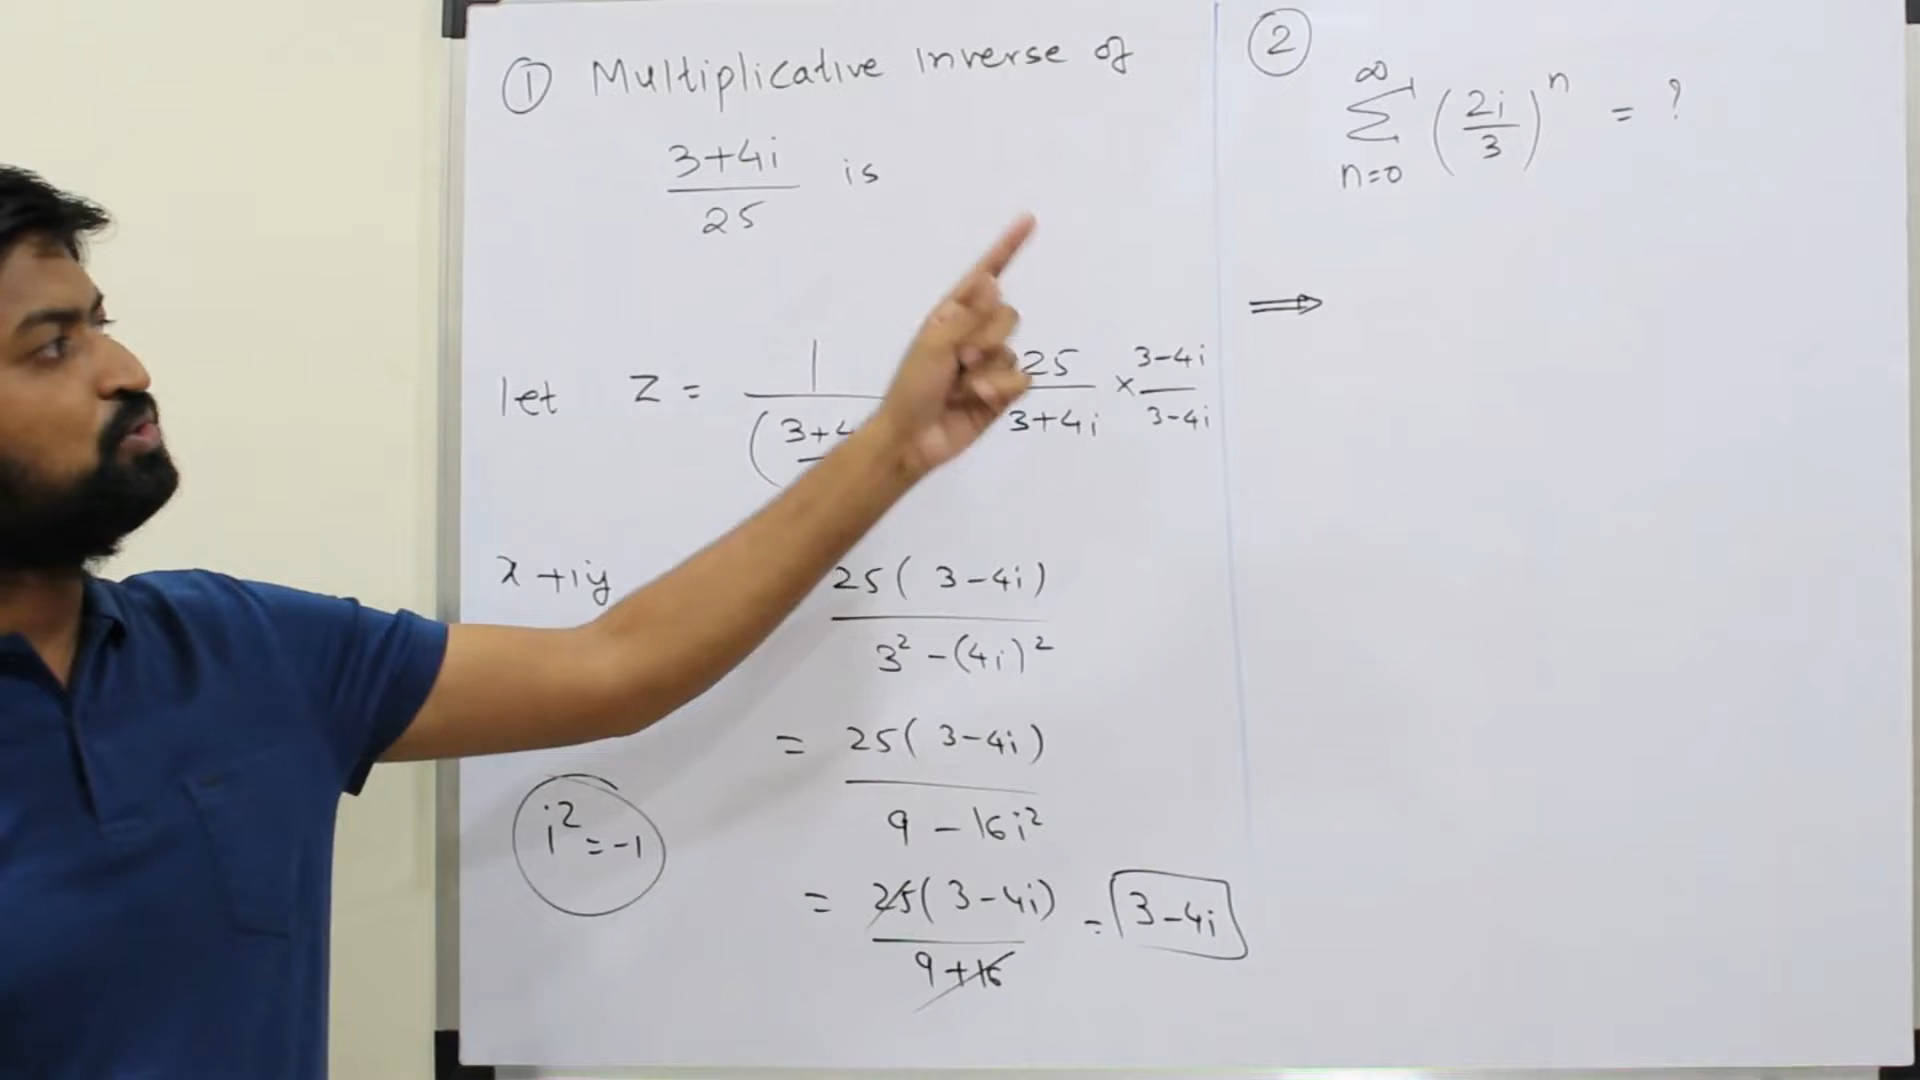 ① Multiplicative Inverse of
3+4i
25
is
let Z = 1
(3+4
25
3+4i
× 3-4i
3-4i
x+iy
25( 3-4i)
3² - (4i)²
= 25( 3-4i)
9 - 16i²
i² = -1
= 25( 3-4i)
9+16
= 3-4i
②
∞
∑ (2i/3)ⁿ = ?
n=0
⟹